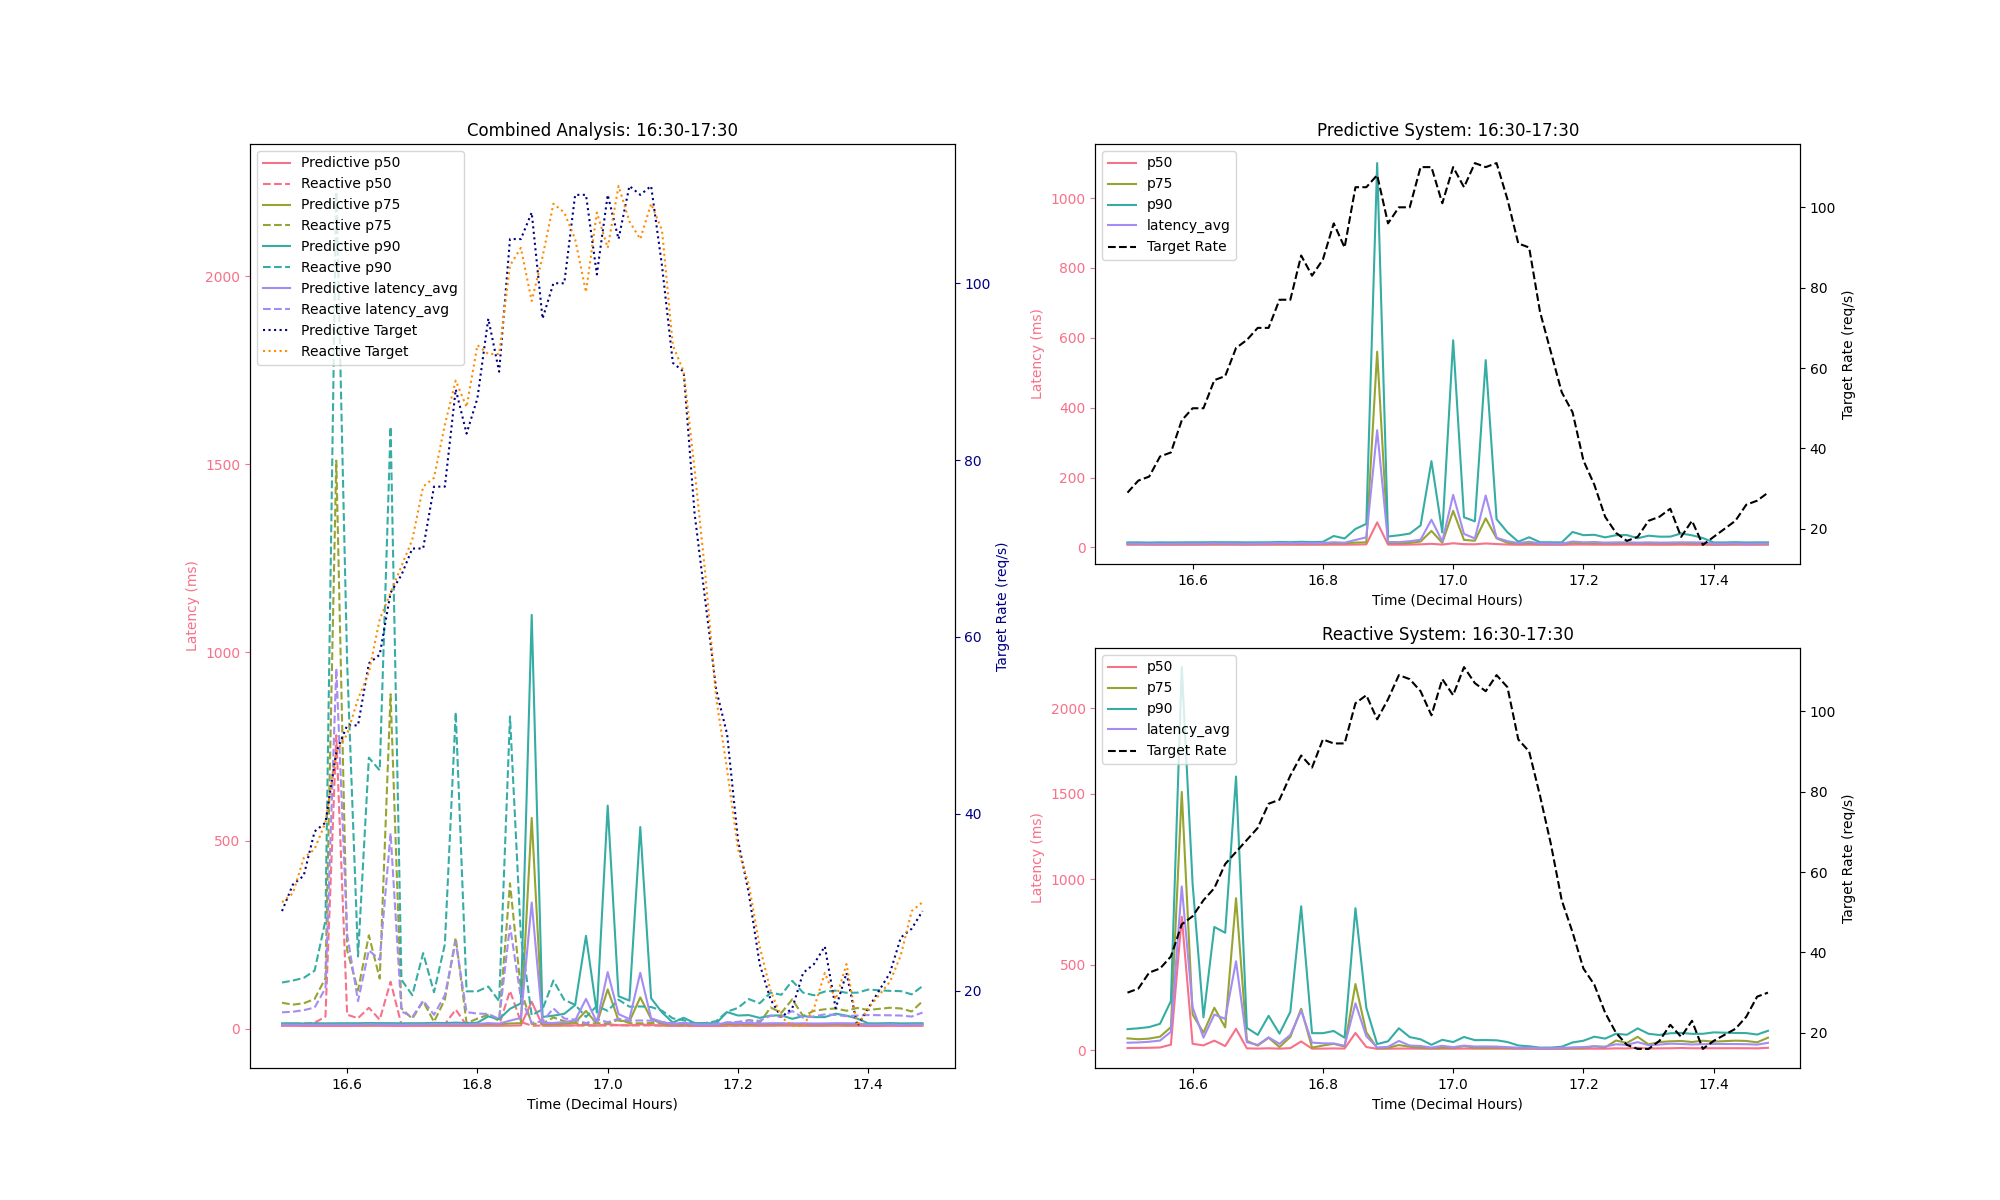 Combined Analysis: 16:30-17:30
Predictive p50
Reactive p50
Predictive p75
Reactive p75
Predictive p90
Reactive p90
Predictive latency_avg
Reactive latency_avg
Predictive Target
Reactive Target
Latency (ms)
2000
1500
1000
500
0
100
80
60
40
20
Target Rate (req/s)
16.6 16.8 17.0 17.2 17.4
Time (Decimal Hours)
Predictive System: 16:30-17:30
p50
p75
p90
latency_avg
Target Rate
Latency (ms)
1000
800
600
400
200
0
100
80
60
40
20
Target Rate (req/s)
16.6 16.8 17.0 17.2 17.4
Time (Decimal Hours)
Reactive System: 16:30-17:30
p50
p75
p90
latency_avg
Target Rate
Latency (ms)
2000
1500
1000
500
0
100
80
60
40
20
Target Rate (req/s)
16.6 16.8 17.0 17.2 17.4
Time (Decimal Hours)